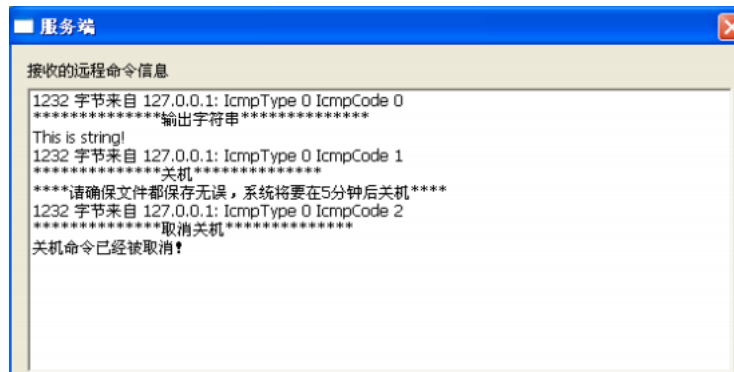 服务端
接收的远程命令信息
1232 字节来自 127.0.0.1: IcmpType 0 IcmpCode 0
**************输出字符串**************
This is string!
1232 字节来自 127.0.0.1: IcmpType 0 IcmpCode 1
**************关机**************
****请确保文件都保存无误，系统将要在5分钟后关机****
1232 字节来自 127.0.0.1: IcmpType 0 IcmpCode 2
**************取消关机**************
关机命令已经被取消!